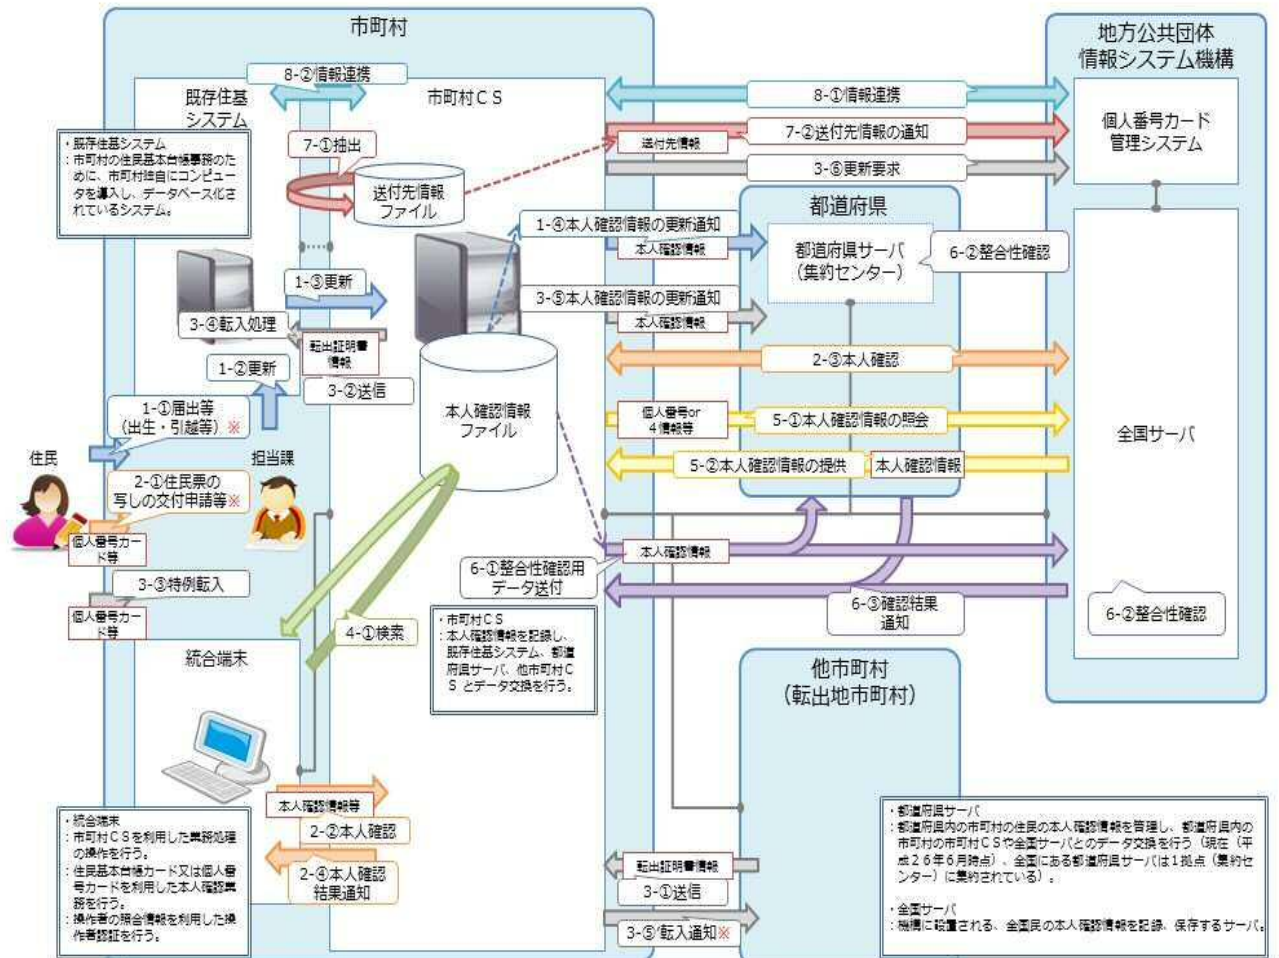 市町村
地方公共団体
情報システム機構
8-②情報連携
既存住基
システム
市町村ＣＳ
8-①情報連携
・既存住基システム
：市町村の住民基本台帳事務のた
めに、市町村独自にコンピュー
タを導入し、データベース化さ
れているシステム。
7-①抽出
送付先情報
7-②送付先情報の通知
個人番号カード
管理システム
3-⑥更新要求
送付先情報
ファイル
都道府県
1-④本人確認情報の更新通知
本人確認情報
都道府県サーバ
（集約センター）
6-②整合性確認
1-③更新
3-⑤本人確認情報の更新通知
本人確認情報
3-④転入処理
転出証明書
情報
3-②送信
2-③本人確認
1-②更新
1-①届出等
（出生・引越等）※
本人確認情報
ファイル
個人番号or
４情報等
5-①本人確認情報の照会
全国サーバ
住民
担当課
5-②本人確認情報の提供
本人確認情報
2-①住民票の
写しの交付申請等※
個人番号カー
ド等
本人確認情報
6-①整合性確認用
データ送付
3-③特例転入
個人番号カー
ド等
6-③確認結果
通知
6-②整合性確認
4-①検索
・市町村CS
：本人確認情報を記録し、
既存住基システム、都道
府県サーバ、他市町村Ｃ
Ｓ とデータ交換を行う。
統合端末
他市町村
（転出地市町村）
本人確認情報等
2-②本人確認
2-④本人確認
結果通知
・統合端末
：市町村ＣＳを利用した業務処理
の操作を行う。
：住民基本台帳カード又は個人番
号カードを利用した本人確認業
務を行う。
：操作者の照合情報を利用した操
作者認証を行う。
転出証明書情報
3-①送信
3-⑤’転入通知※
・都道府県サーバ
：都道府県内の市町村の住民の本人確認情報を管理し、都道府県内の
市町村の市町村CSや全国サーバとのデータ交換を行う（現在（平
成２６年６月時点）、全国にある都道府県サーバは１拠点（集約セ
ンター）に集約されている）。
・全国サーバ
：機構に設置される、全国民の本人確認情報を記録、保存するサーバ。